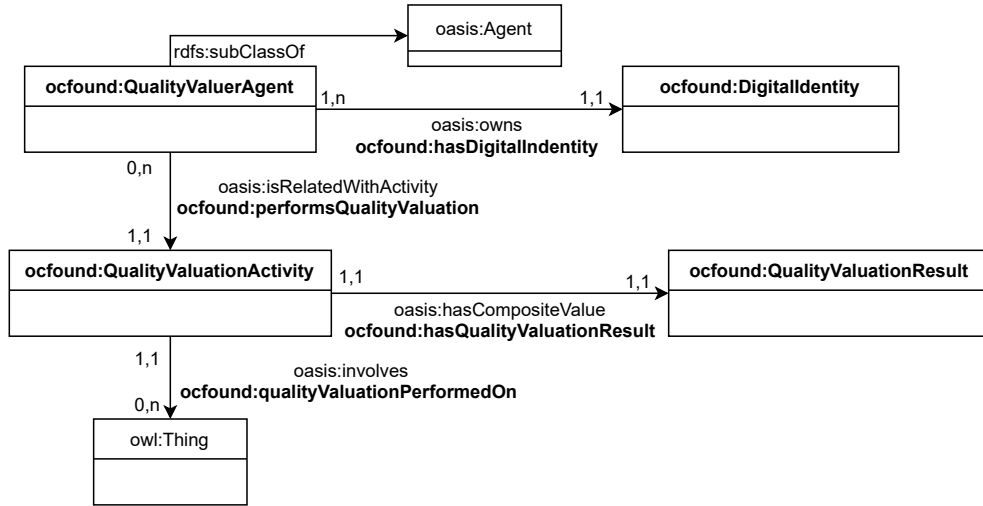 oasis:Agent
rdfs:subClassOf
ocfound:QualityValuerAgent
ocfound:DigitalIdentity
1,n
1,1
oasis:owns
ocfound:hasDigitalIndentity
0,n
oasis:isRelatedWithActivity
ocfound:performsQualityValuation
1,1
ocfound:QualityValuationActivity
ocfound:QualityValuationResult
1,1
1,1
oasis:hasCompositeValue
ocfound:hasQualityValuationResult
1,1
oasis:involves
ocfound:qualityValuationPerformedOn
0,n
owl:Thing